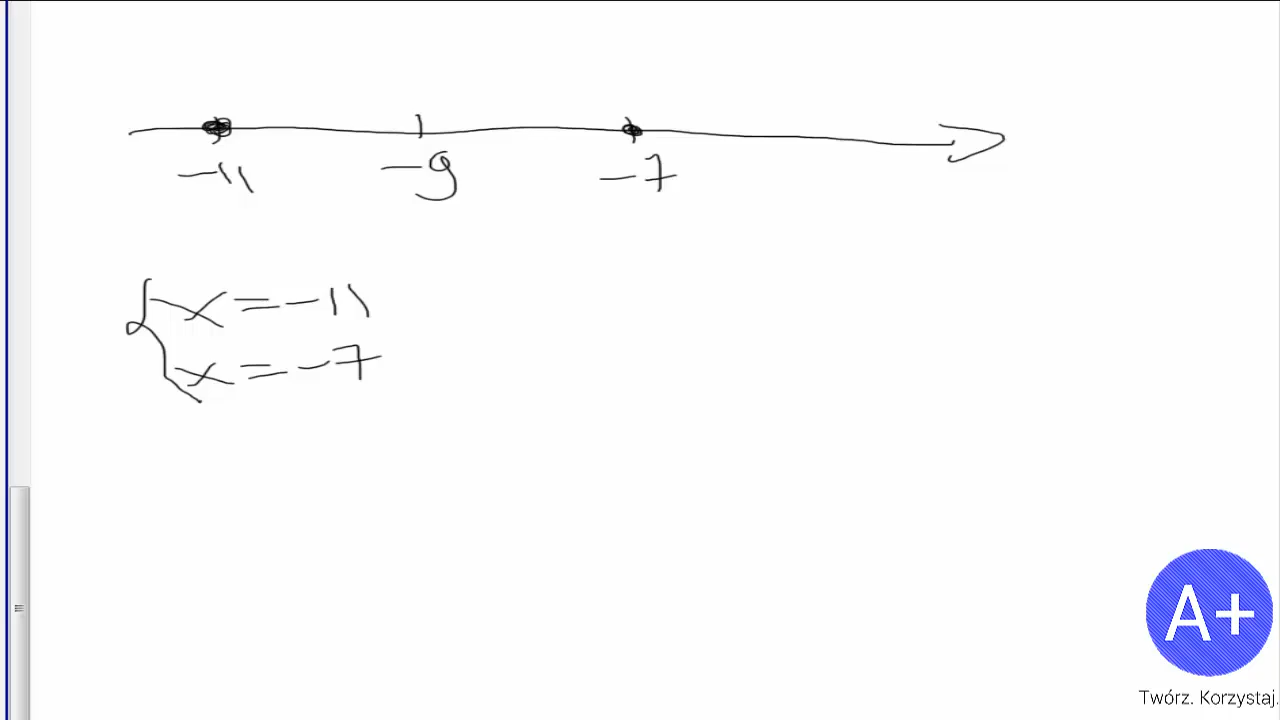 -11 -9 -7
x = -11
x = -7
A+
Twórz. Korzystaj.